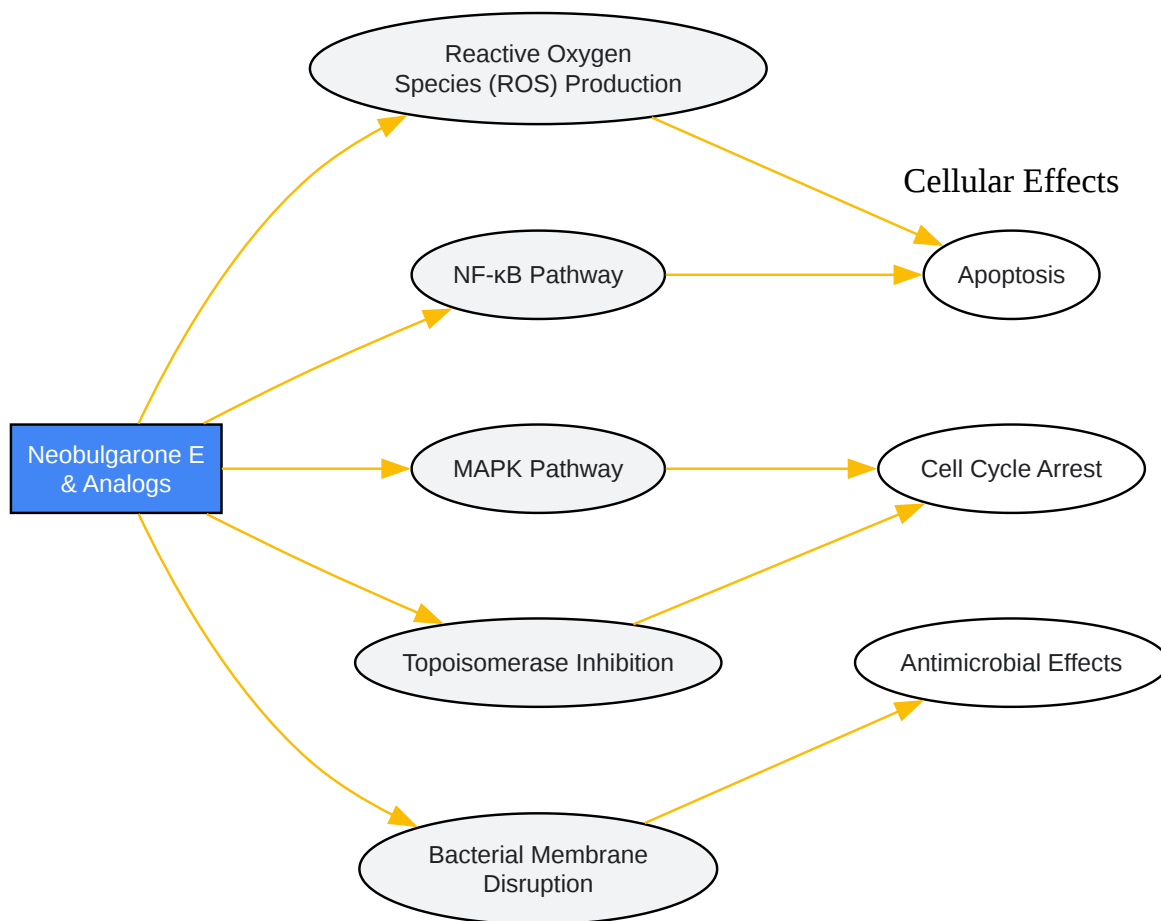 Reactive Oxygen
Species (ROS) Production
Cellular Effects
NF-κB Pathway
Apoptosis
Neobulgarone E
& Analogs
MAPK Pathway
Cell Cycle Arrest
Topoisomerase Inhibition
Antimicrobial Effects
Bacterial Membrane
Disruption